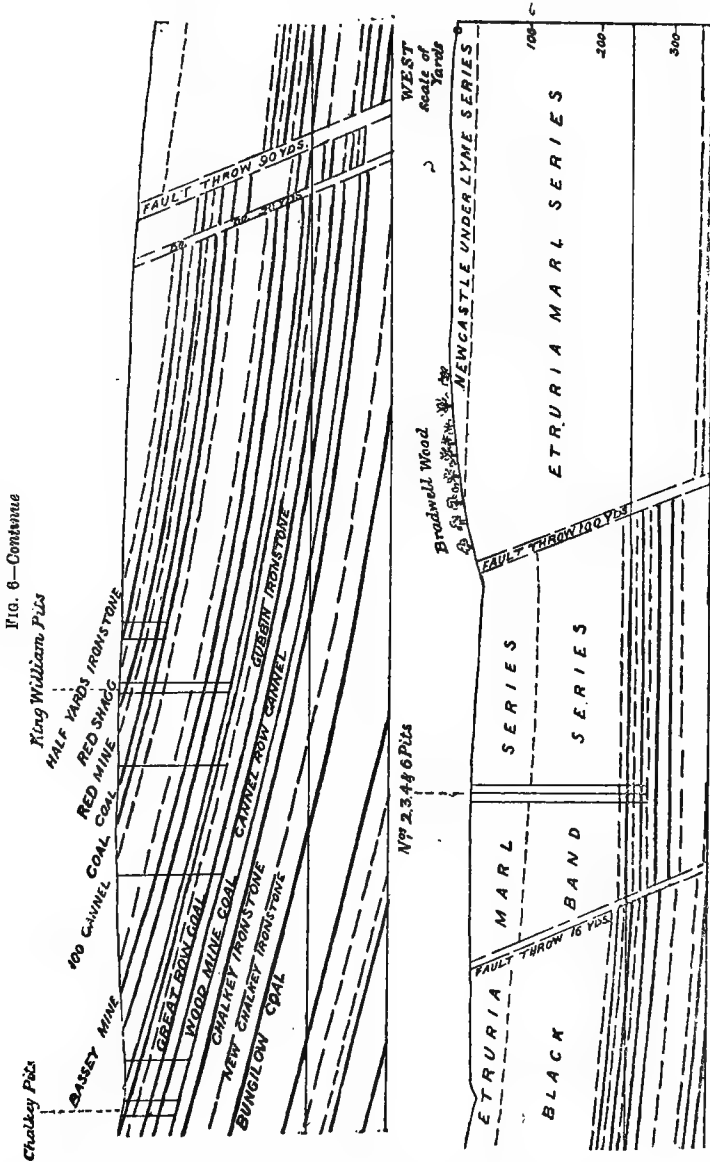 FIG. 6—Continue
Chalkey Pits
King William Pits
BASSEY MINE
100 CANNEL COAL
RED MINE COAL
RED SHAGG
HALF YARDS IRONSTONE
GREAT ROW COAL
WOOD MINE COAL
CHALKEY IRONSTONE
NEW CHALKEY IRONSTONE
BUNGILOW COAL
CANNEL ROW CANNEL
GUBBIN IRONSTONE
FAULT THROW 90 YDS.
WEST
Scale of
Yards
0
100
200
300
Bradwell Wood
Nos 2.3.4.& 6 Pits
NEWCASTLE UNDER LYME SERIES
ETRURIA MARL SERIES
FAULT THROW 100 YDS.
FAULT THROW 16 YDS.
ETRURIA MARL SERIES
BLACK BAND SERIES